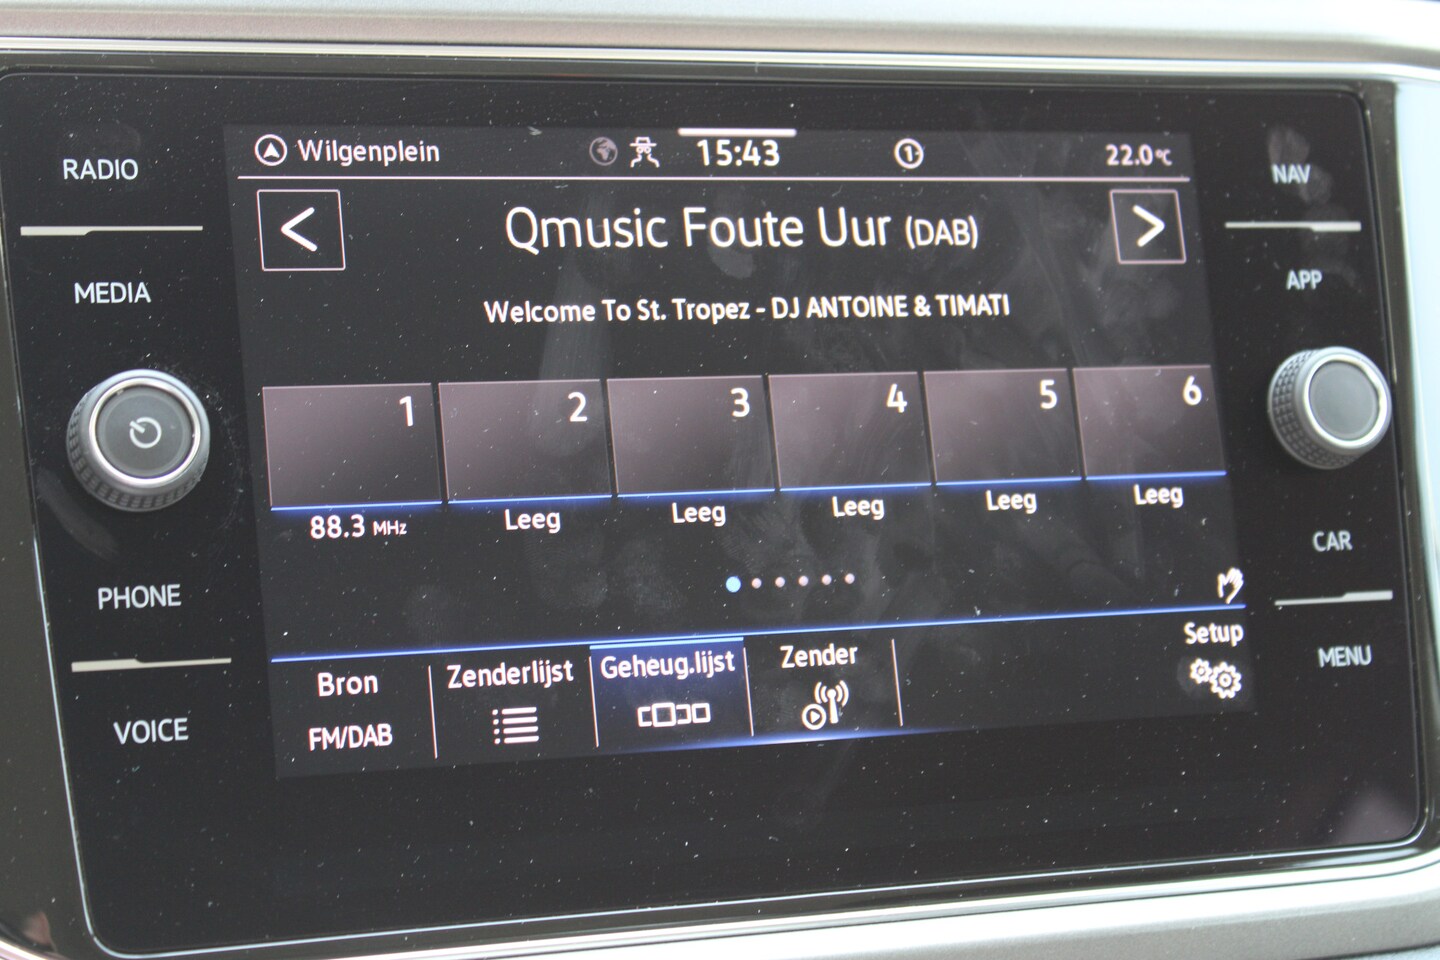 RADIO
MEDIA
PHONE
VOICE
Wilgenplein
15:43
1
22.0°C
<
Qmusic Foute Uur (DAB)
>
Welcome To St. Tropez - DJ ANTOINE & TIMATI
1 2 3 4 5 6
88.3 MHz Leeg Leeg Leeg Leeg Leeg
Bron
FM/DAB
Zenderlijst
Geheug.lijst
Zender
Setup
NAV
APP
CAR
MENU